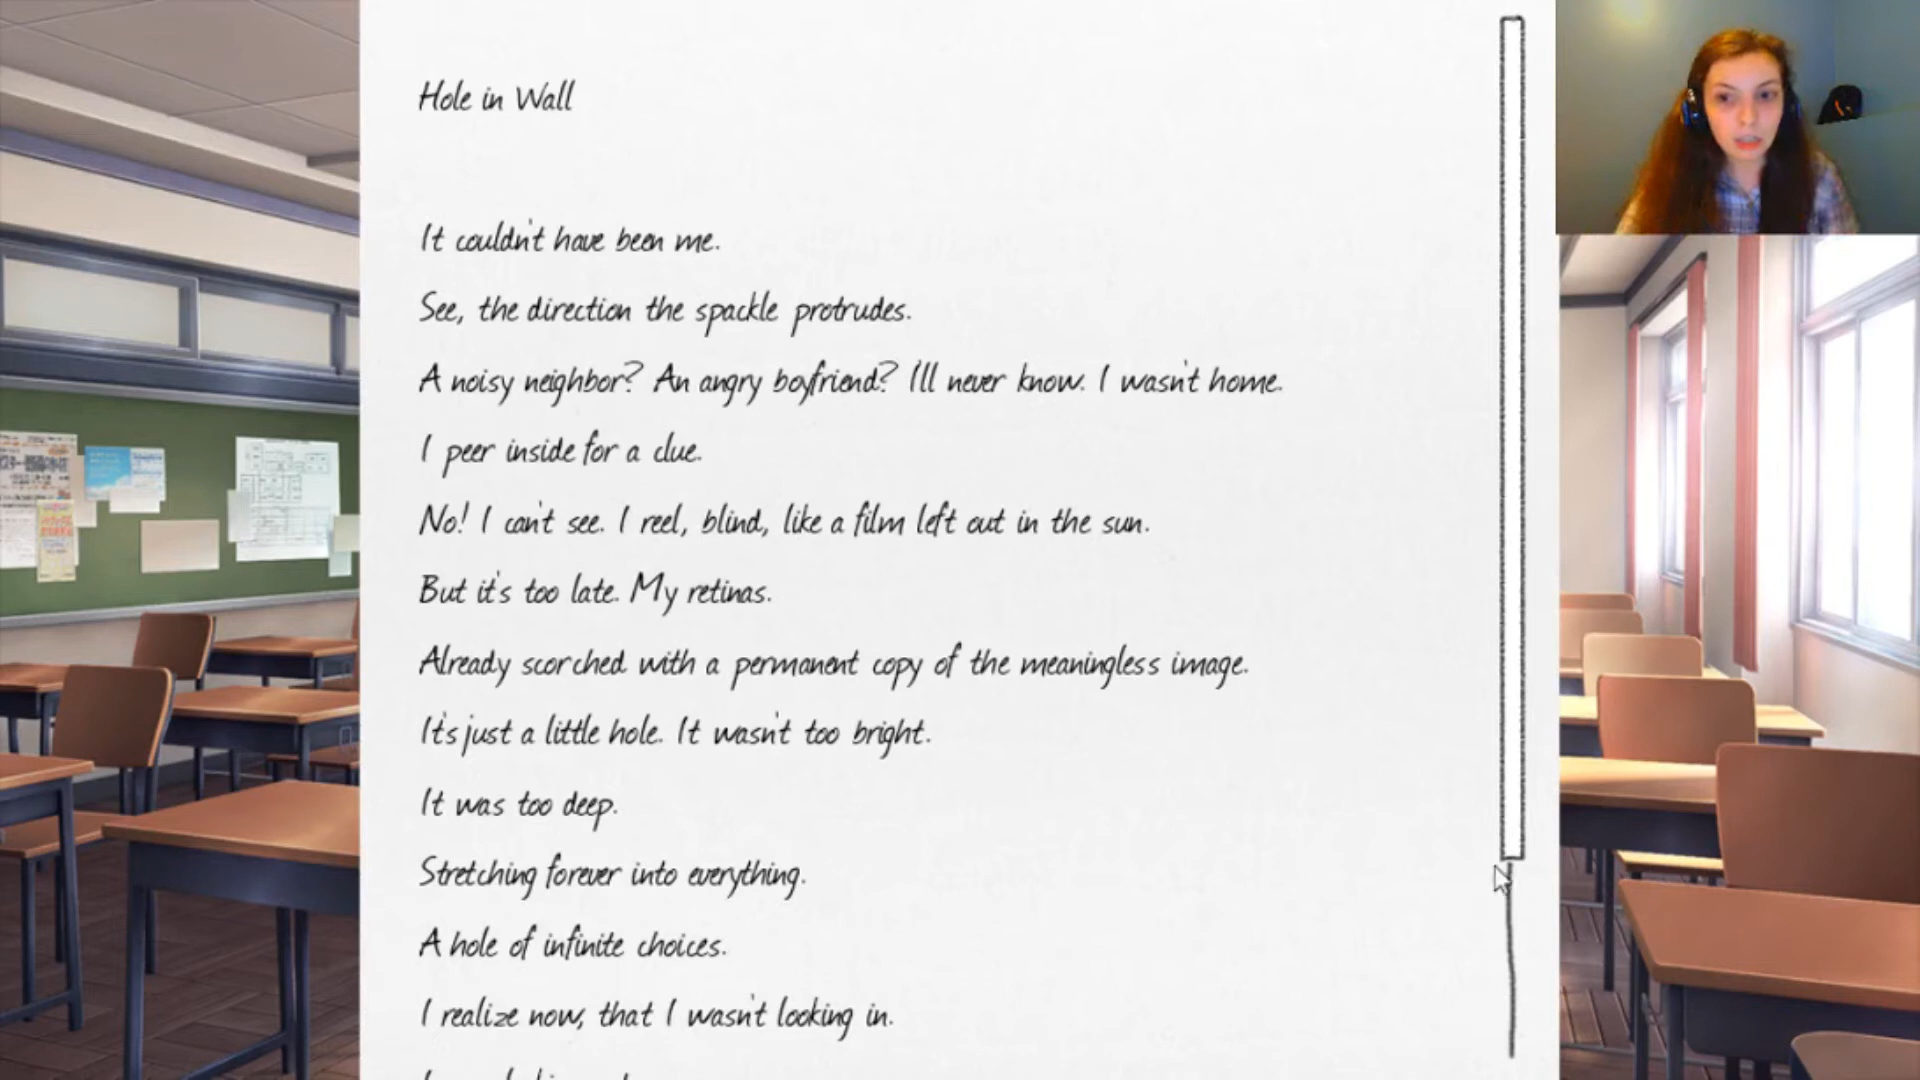 Hole in Wall
It couldn't have been me.
See, the direction the spackle protrudes.
A noisy neighbor? An angry boyfriend? I'll never know. I wasn't home.
I peer inside for a clue.
No! I can't see. I reel, blind, like a film left out in the sun.
But it's too late. My retinas.
Already scorched with a permanent copy of the meaningless image.
It's just a little hole. It wasn't too bright.
It was too deep.
Stretching forever into everything.
A hole of infinite choices.
I realize now, that I wasn't looking in.